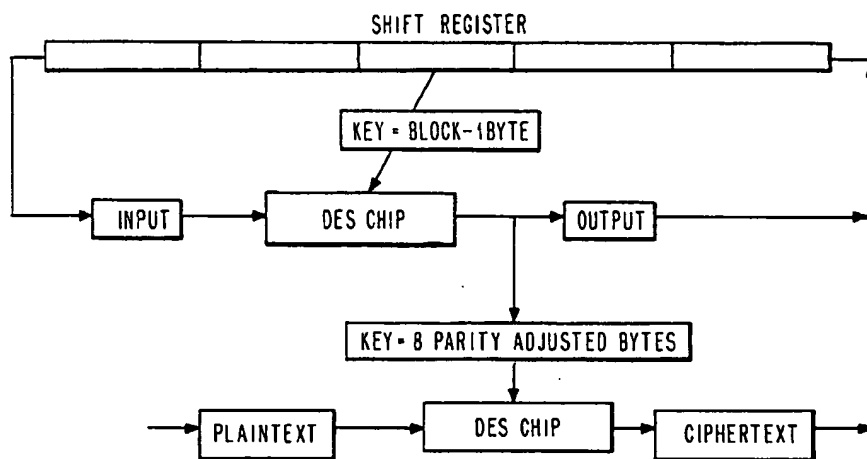 SHIFT REGISTER
KEY = BLOCK-1BYTE
INPUT
DES CHIP
OUTPUT
KEY=8 PARITY ADJUSTED BYTES
PLAINTEXT
DES CHIP
CIPHERTEXT